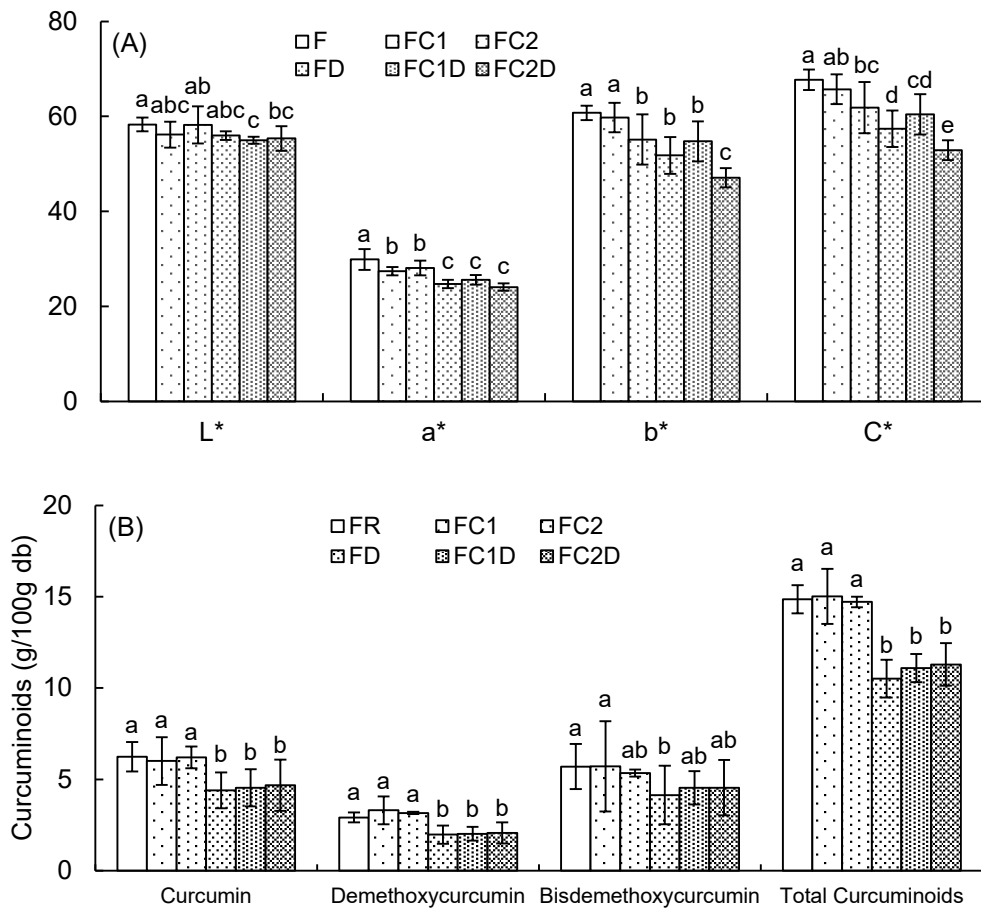 80
(A)
F FC1 FC2
FD FC1D FC2D
a abc ab abc c bc
a b b c c c
a a b b b c
a ab bc d cd e
60
40
20
0
L* a* b* C*
20
(B)
FR FC1 FC2
FD FC1D FC2D
a a a b b b
a a a b b b
a a ab b ab ab
a a a b b b
15
10
5
0
Curcuminoids (g/100g db)
Curcumin Demethoxycurcumin Bisdemethoxycurcumin Total Curcuminoids